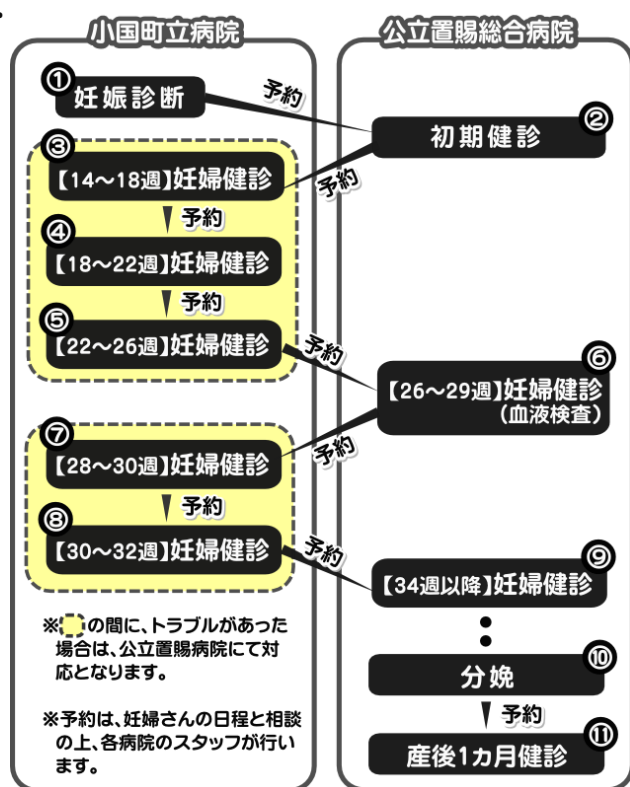 小国町立病院
公立置賜総合病院
①
妊娠診断
予約
②
初期健診
予約
③
【14〜18週】妊婦健診
予約
④
【18〜22週】妊婦健診
予約
⑤
【22〜26週】妊婦健診
予約
⑥
【26〜29週】妊婦健診
(血液検査)
予約
⑦
【28〜30週】妊婦健診
予約
⑧
【30〜32週】妊婦健診
予約
⑨
【34週以降】妊婦健診
⑩
分娩
予約
⑪
産後1カ月健診
※の間に、トラブルがあった
場合は、公立置賜病院にて対
応となります。
※予約は、妊婦さんの日程と相談
の上、各病院のスタッフが行い
ます。